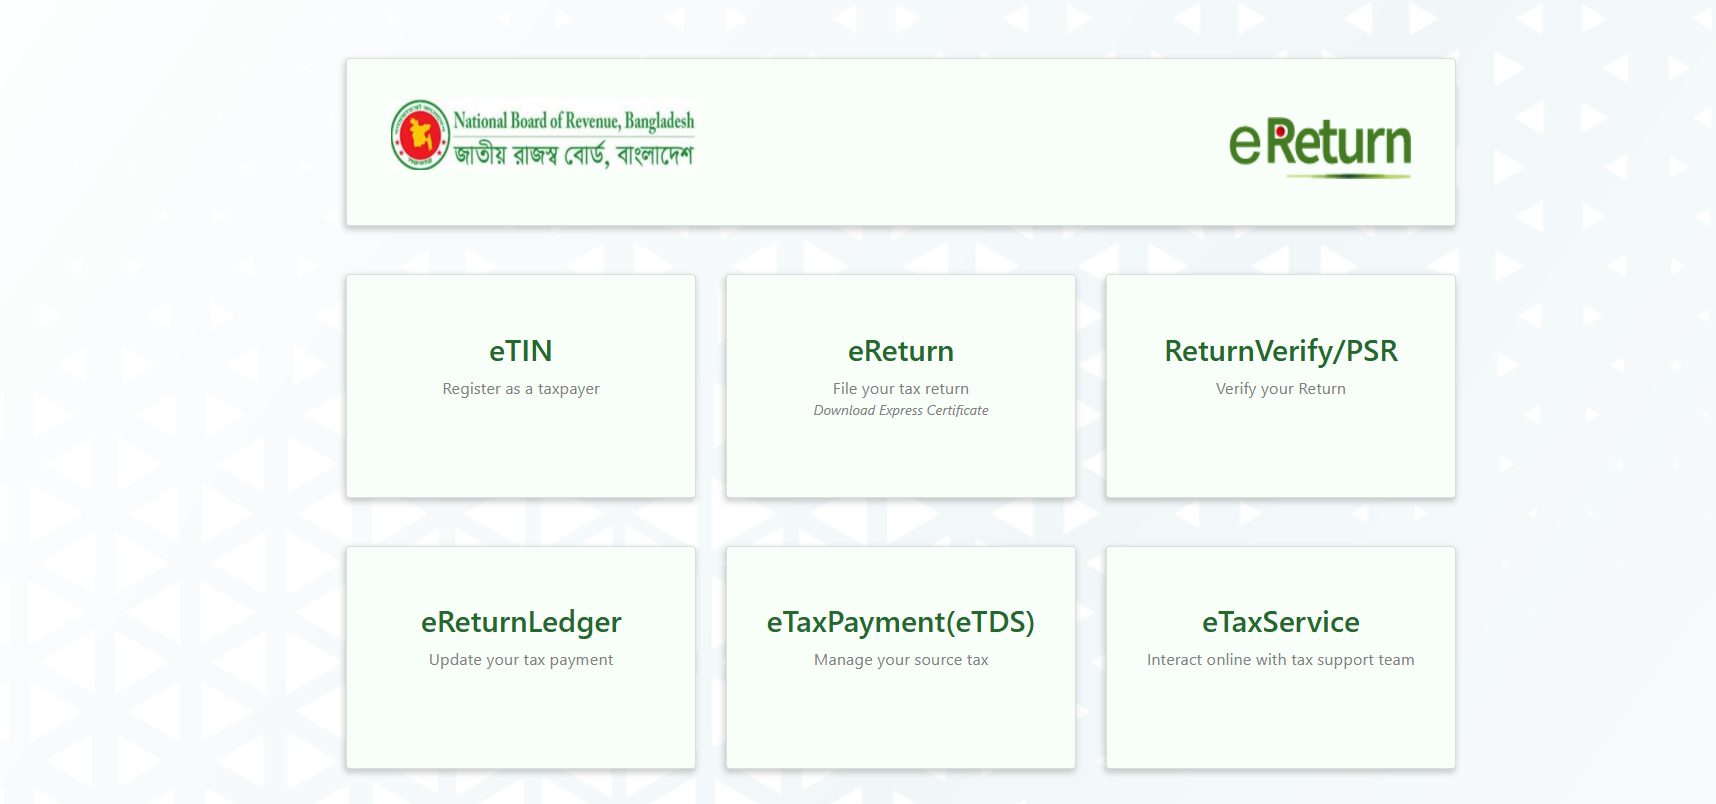 National Board of Revenue, Bangladesh
জাতীয় রাজস্ব বোর্ড, বাংলাদেশ
eReturn
eTIN
Register as a taxpayer
eReturn
File your tax return
Download Express Certificate
ReturnVerify/PSR
Verify your Return
eReturnLedger
Update your tax payment
eTaxPayment(eTDS)
Manage your source tax
eTaxService
Interact online with tax support team